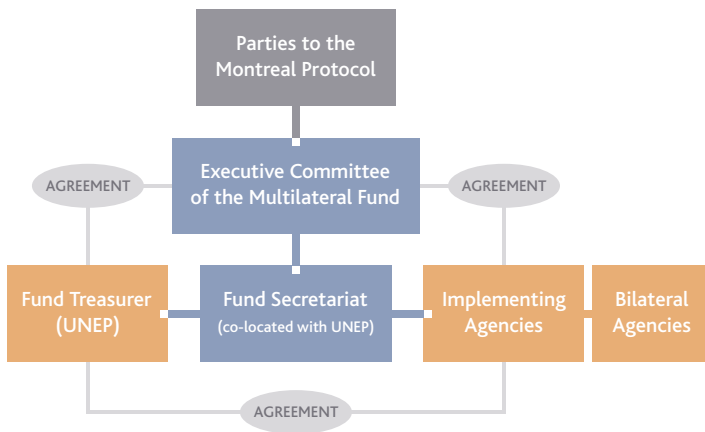 Parties to the
Montreal Protocol
Executive Committee
of the Multilateral Fund
AGREEMENT
AGREEMENT
Fund Treasurer
(UNEP)
Fund Secretariat
(co-located with UNEP)
Implementing
Agencies
Bilateral
Agencies
AGREEMENT